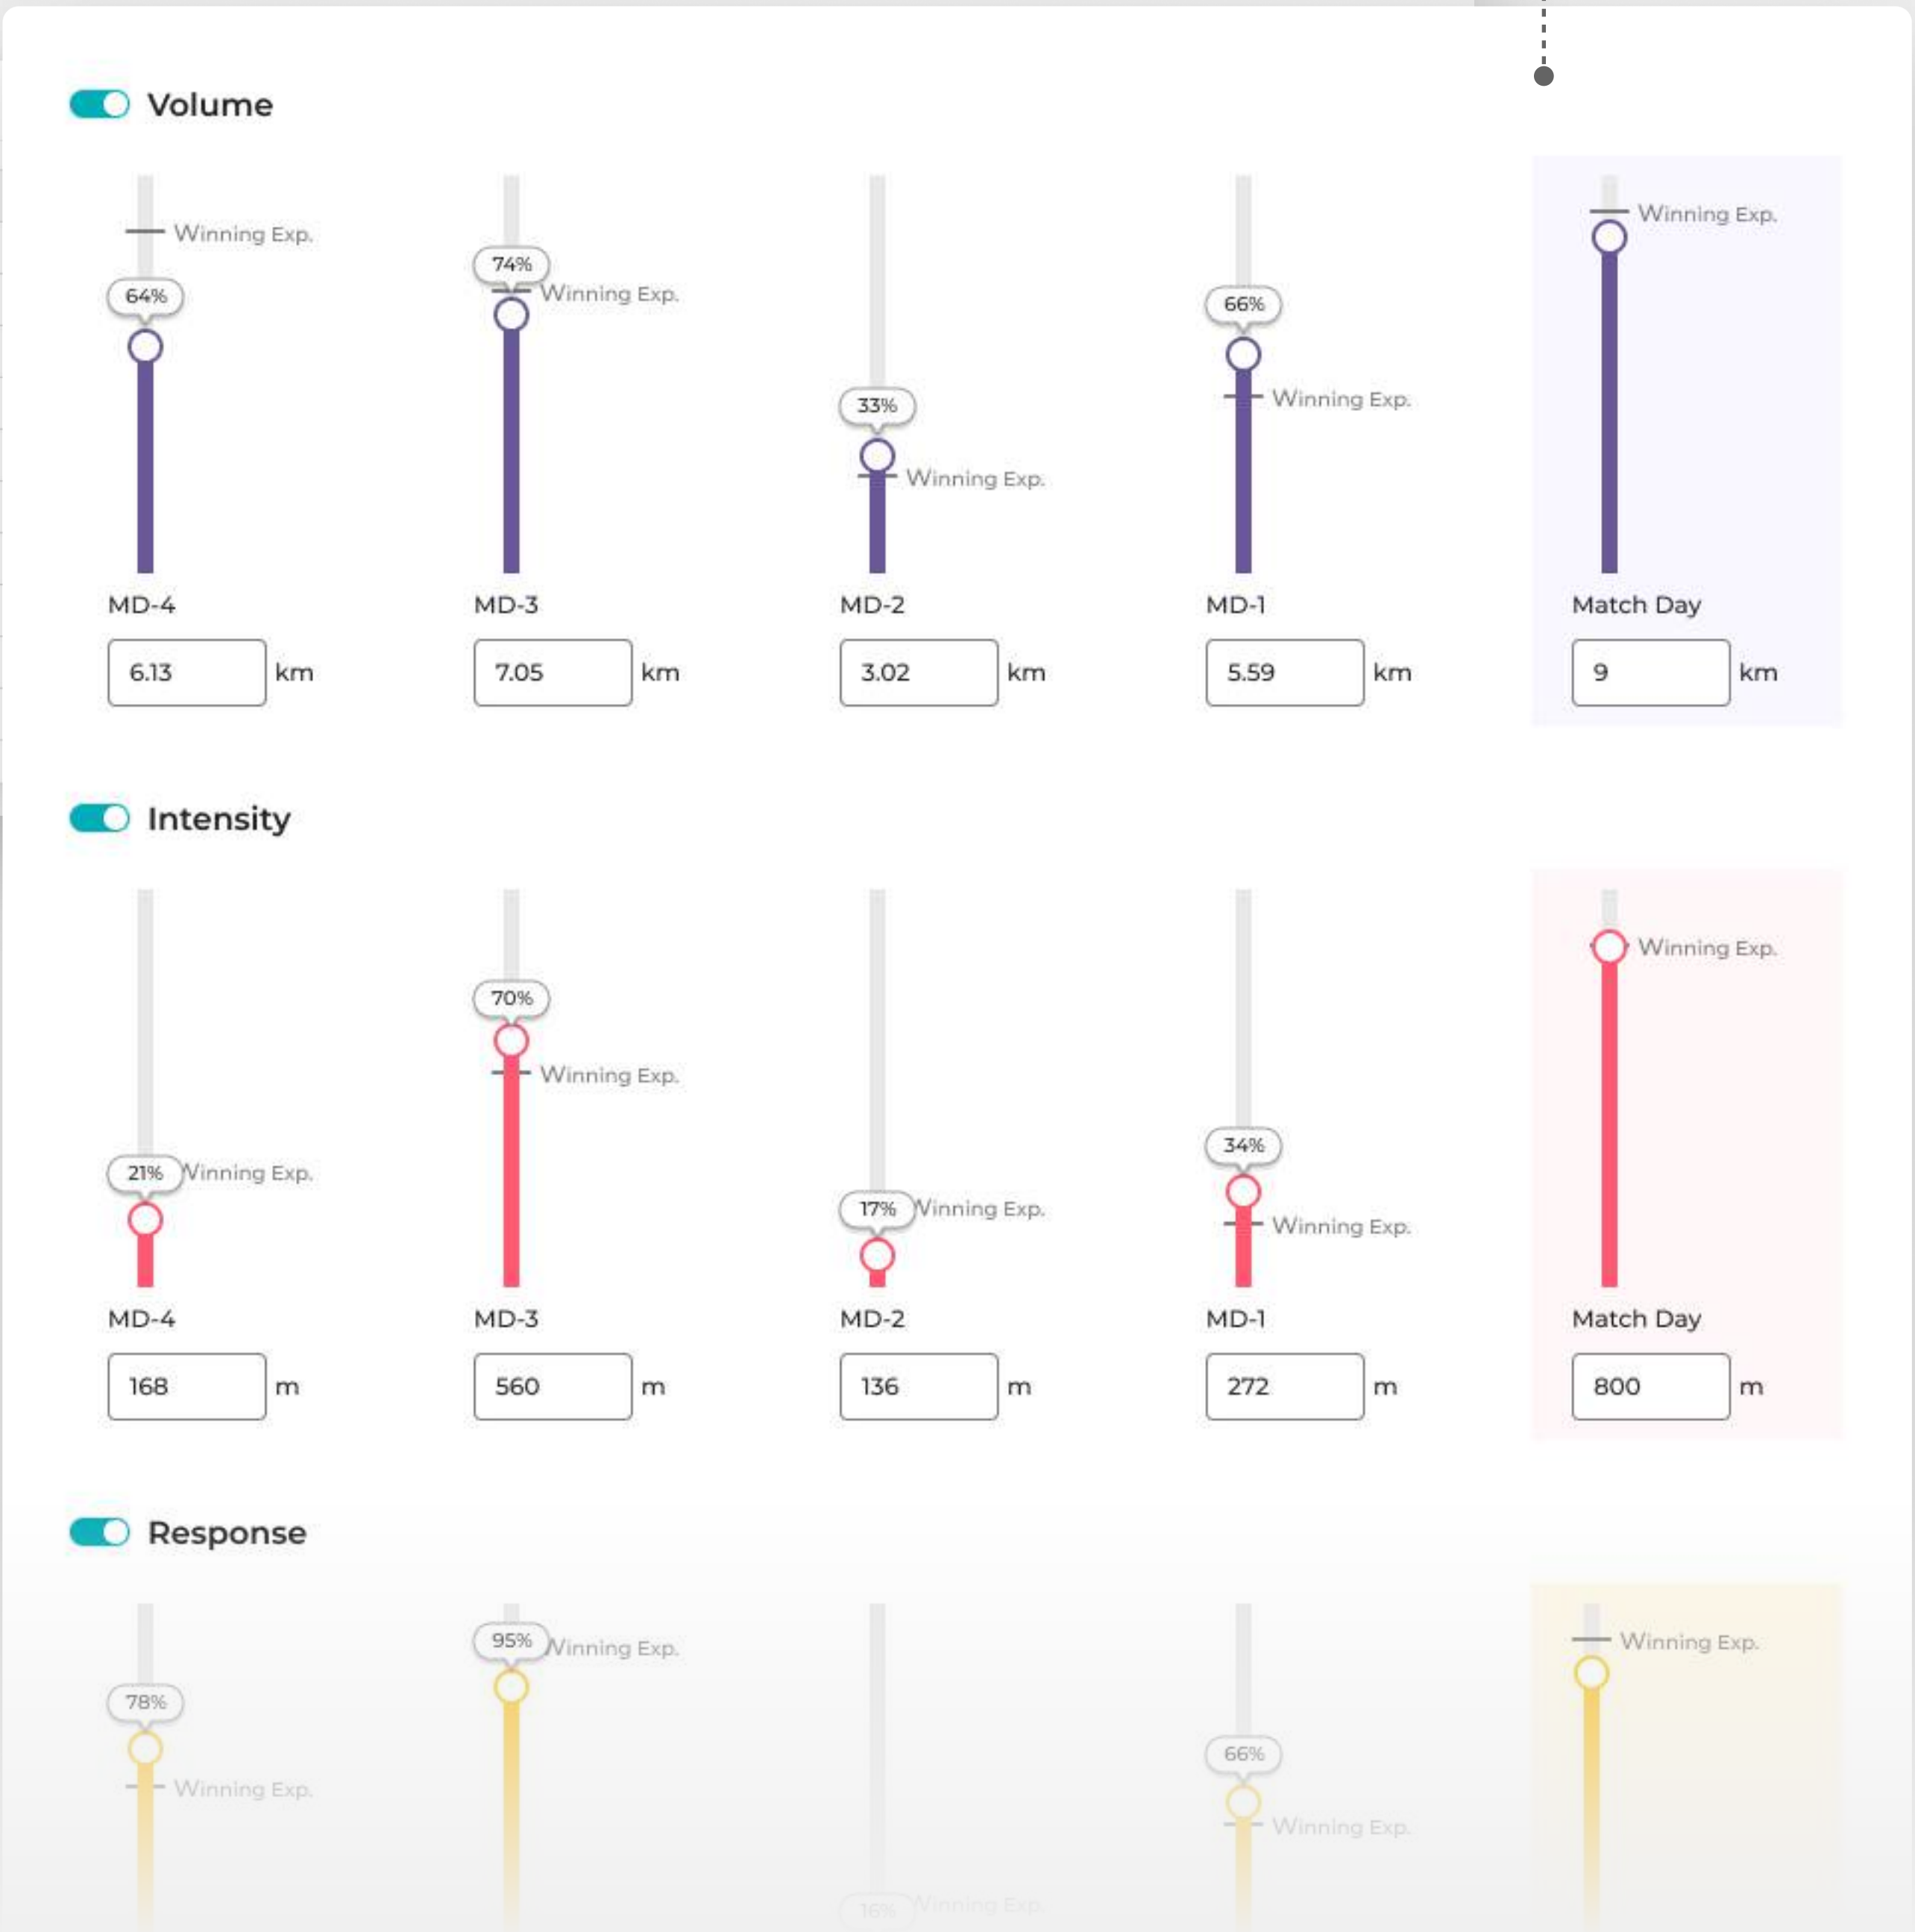 Volume
Winning Exp.
Winning Exp.
74%
Winning Exp.
64%
66%
Winning Exp.
33%
Winning Exp.
MD-4
MD-3
MD-2
MD-1
Match Day
6.13 km
7.05 km
3.02 km
5.59 km
9 km
Intensity
Winning Exp.
70%
Winning Exp.
34%
21% Winning Exp.
17% Winning Exp.
Winning Exp.
MD-4
MD-3
MD-2
MD-1
Match Day
168 m
560 m
136 m
272 m
800 m
Response
95% Winning Exp.
Winning Exp.
78%
66%
Winning Exp.
Winning Exp.
16% Winning Exp.